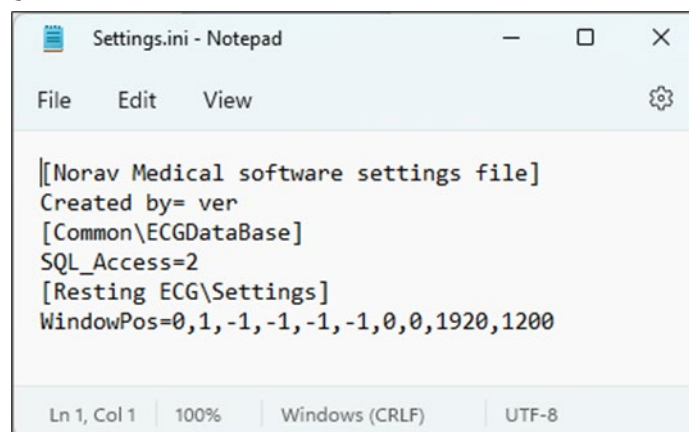 Settings.ini - Notepad
File Edit View
[Norav Medical software settings file]
Created by= ver
[Common\ECGDataBase]
SQL_Access=2
[Resting ECG\Settings]
WindowPos=0,1,-1,-1,-1,-1,0,0,1920,1200
Ln 1, Col 1 100% Windows (CRLF) UTF-8